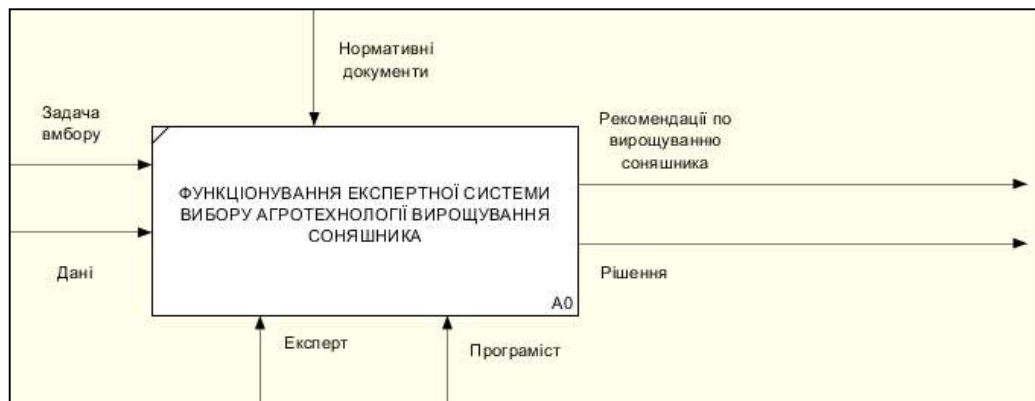 Нормативні
документи
Задача
вмбору
Рекомендації по
вирощуванню
соняшника
ФУНКЦІОНУВАННЯ ЕКСПЕРТНОЇ СИСТЕМИ
ВИБОРУ АГРОТЕХНОЛОГІЇ ВИРОЩУВАННЯ
СОНЯШНИКА
Дані
Рішення
A0
Експерт
Програміст